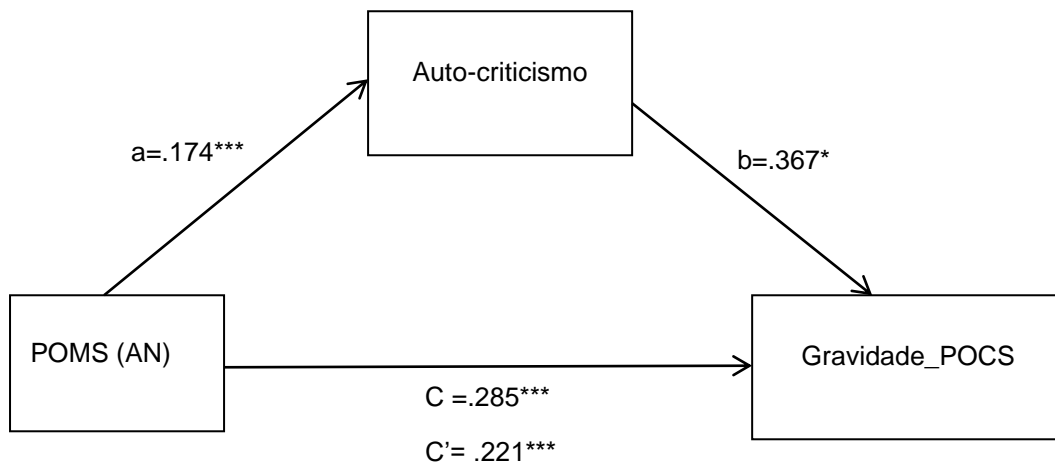 Auto-criticismo
a=.174***
b=.367*
POMS (AN)
Gravidade_POCS
C =.285***
C'= .221***